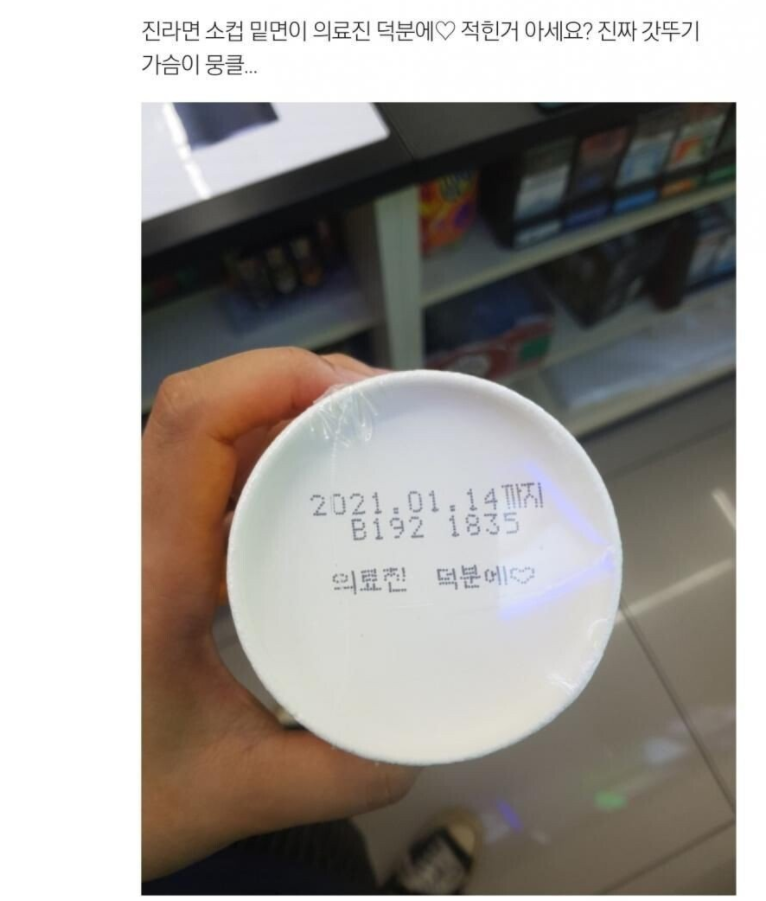 진라면 소컵 밑면이 의료진 덕분에♡ 적힌거 아세요? 진짜 갓뚜기
가슴이 뭉클...
2021.01.14까지
B192 1835
의료진 덕분에♡